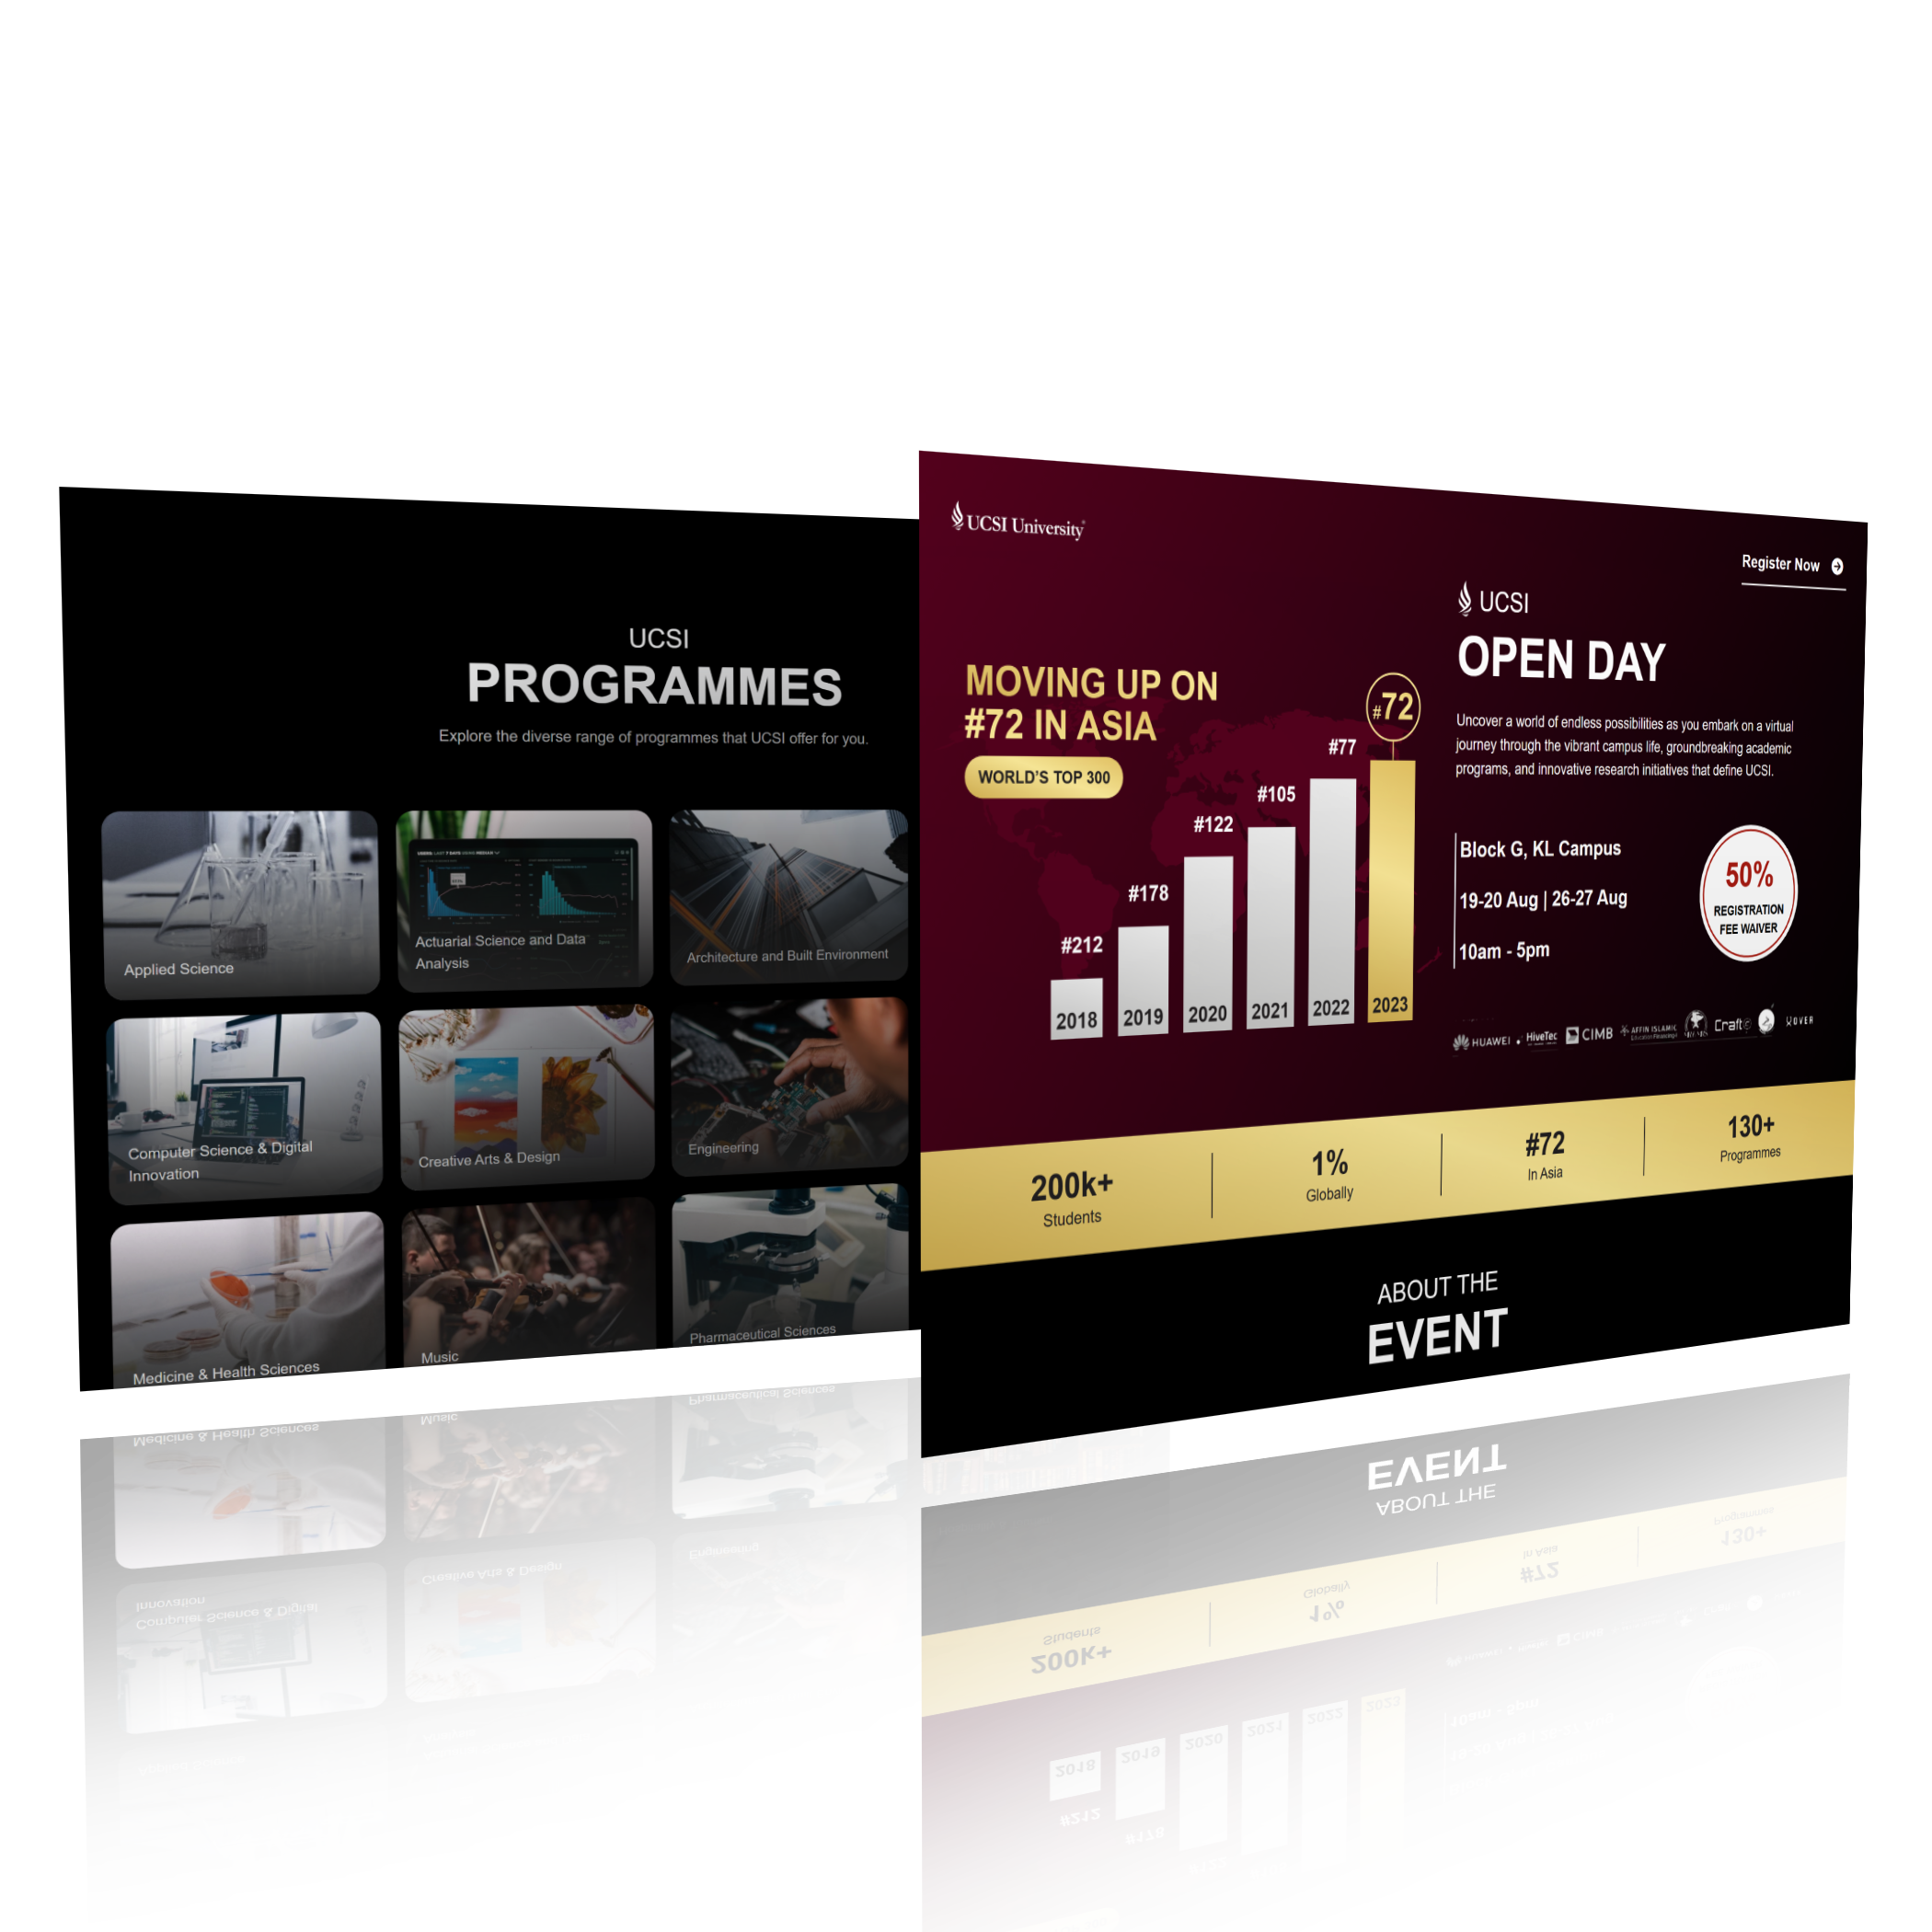 UCSI
PROGRAMMES
Explore the diverse range of programmes that UCSI offer for you.
Applied Science
Actuarial Science and Data
Analysis
Architecture and Built Environment
Computer Science & Digital
Innovation
Creative Arts & Design
Engineering
Medicine & Health Sciences
Music
Pharmaceutical Sciences
UCSI University
Register Now
MOVING UP ON
#72 IN ASIA
WORLD'S TOP 300
#212
#178
#122
#105
#77
#72
2018
2019
2020
2021
2022
2023
UCSI
OPEN DAY
Uncover a world of endless possibilities as you embark on a virtual
journey through the vibrant campus life, groundbreaking academic
programs, and innovative research initiatives that define UCSI.
Block G, KL Campus
19-20 Aug | 26-27 Aug
10am - 5pm
50%
REGISTRATION
FEE WAIVER
HUAWEI
HiveTec
CIMB
AFFIN ISLAMIC
Craft
OVER
200k+
Students
1%
Globally
#72
In Asia
130+
Programmes
ABOUT THE
EVENT